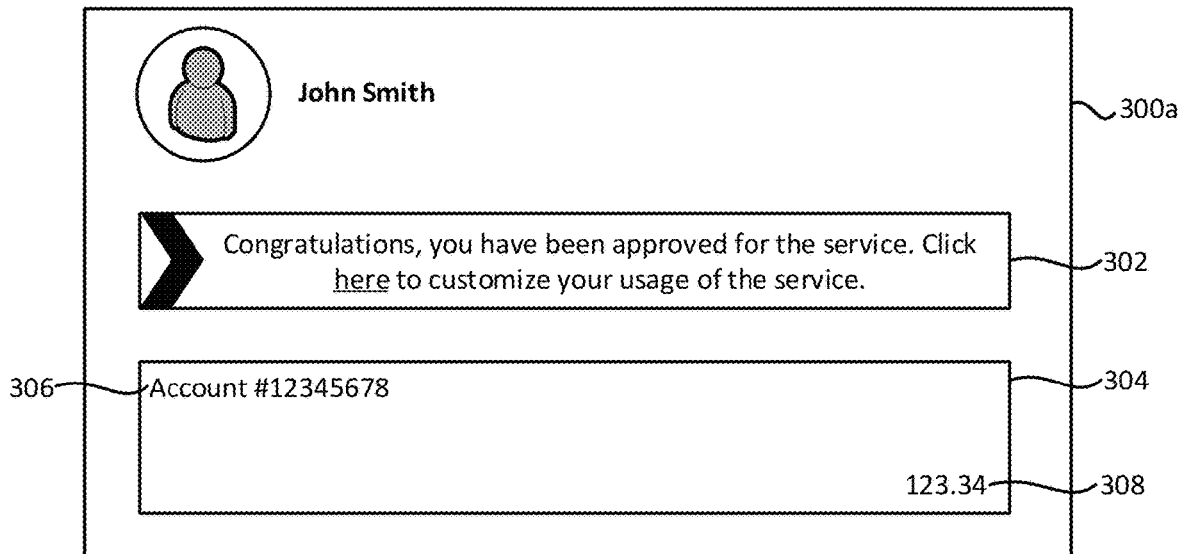 John Smith
300a
Congratulations, you have been approved for the service. Click
here to customize your usage of the service.
302
306
Account #12345678
304
123.34
308